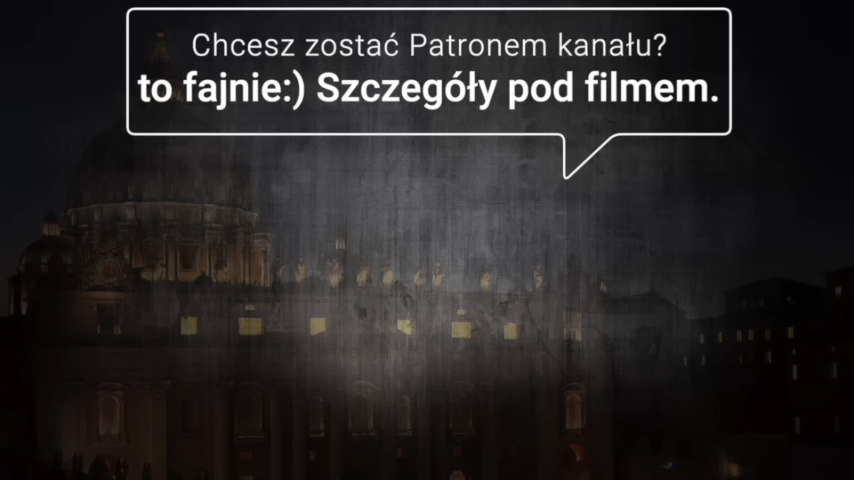 Chcesz zostać Patronem kanału?
to fajnie:) Szczegóły pod filmem.